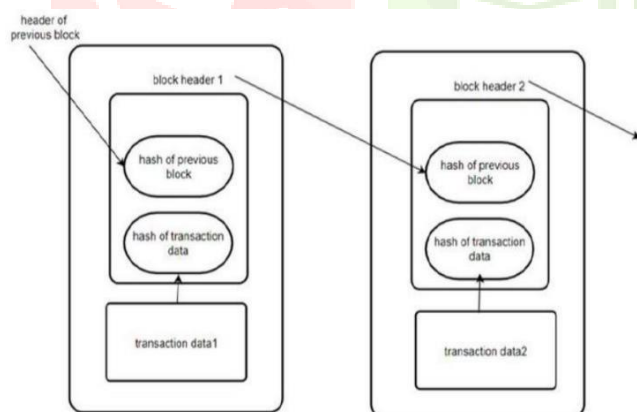 header of
previous block
block header 1
hash of previous
block
hash of transaction
data
transaction data1
block header 2
hash of previous
block
hash of transaction
data
transaction data2